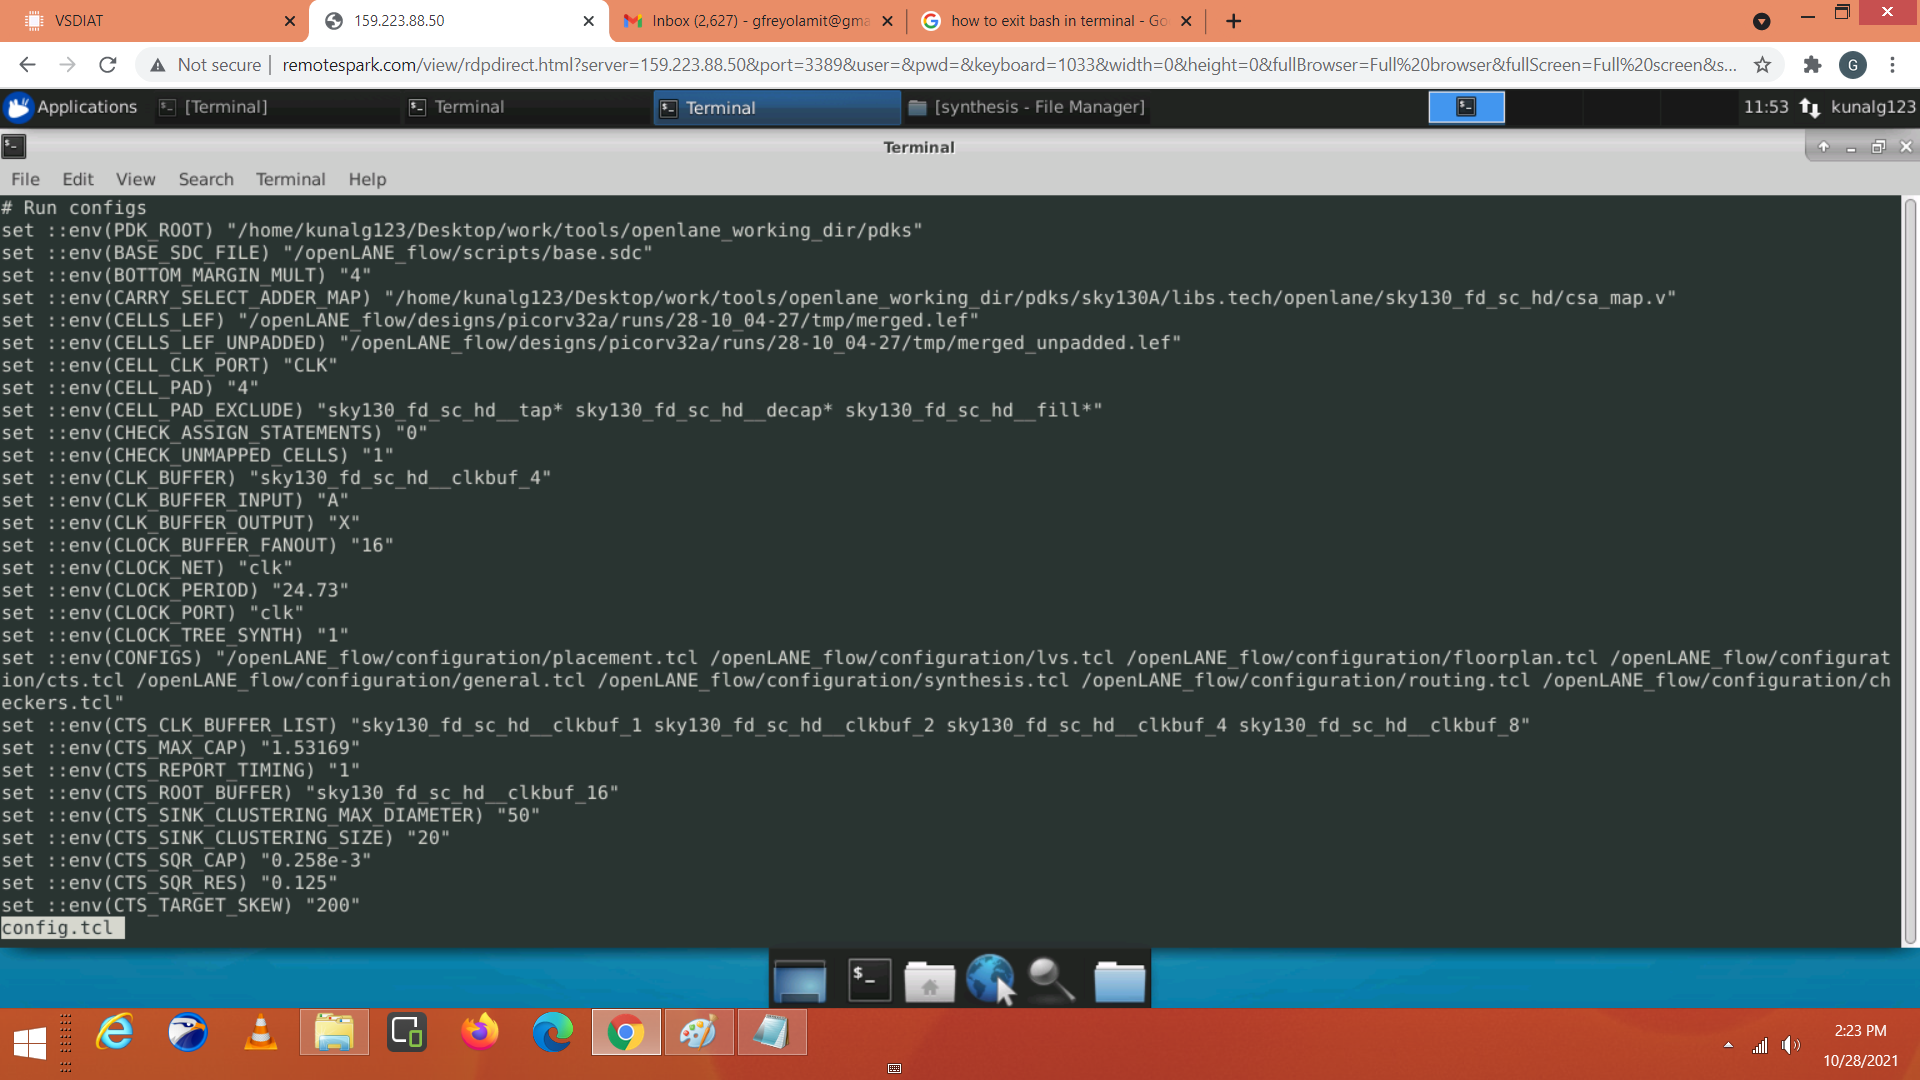 VSDIAT
159.223.88.50
Inbox (2,627) - gfreyolamit@gma
how to exit bash in terminal - Go
Not secure
remotespark.com/view/rdpdirect.html?server=159.223.88.50&port=3389&user=&pwd=&keyboard=1033&width=0&height=0&fullBrowser=Full%20browser&fullScreen=Full%20screen&s...
G
Applications
[Terminal]
Terminal
Terminal
[synthesis - File Manager]
11:53
kunalg123
Terminal
File Edit View Search Terminal Help
# Run configs
set ::env(PDK_ROOT) "/home/kunalg123/Desktop/work/tools/openlane_working_dir/pdks"
set ::env(BASE_SDC_FILE) "/openLANE_flow/scripts/base.sdc"
set ::env(BOTTOM_MARGIN_MULT) "4"
set ::env(CARRY_SELECT_ADDER_MAP) "/home/kunalg123/Desktop/work/tools/openlane_working_dir/pdks/sky130A/libs.tech/openlane/sky130_fd_sc_hd/csa_map.v"
set ::env(CELLS_LEF) "/openLANE_flow/designs/picorv32a/runs/28-10_04-27/tmp/merged.lef"
set ::env(CELLS_LEF_UNPADDED) "/openLANE_flow/designs/picorv32a/runs/28-10_04-27/tmp/merged_unpadded.lef"
set ::env(CELL_CLK_PORT) "CLK"
set ::env(CELL_PAD) "4"
set ::env(CELL_PAD_EXCLUDE) "sky130_fd_sc_hd__tap* sky130_fd_sc_hd__decap* sky130_fd_sc_hd__fill*"
set ::env(CHECK_ASSIGN_STATEMENTS) "0"
set ::env(CHECK_UNMAPPED_CELLS) "1"
set ::env(CLK_BUFFER) "sky130_fd_sc_hd__clkbuf_4"
set ::env(CLK_BUFFER_INPUT) "A"
set ::env(CLK_BUFFER_OUTPUT) "X"
set ::env(CLOCK_BUFFER_FANOUT) "16"
set ::env(CLOCK_NET) "clk"
set ::env(CLOCK_PERIOD) "24.73"
set ::env(CLOCK_PORT) "clk"
set ::env(CLOCK_TREE_SYNTH) "1"
set ::env(CONFIGS) "/openLANE_flow/configuration/placement.tcl /openLANE_flow/configuration/lvs.tcl /openLANE_flow/configuration/floorplan.tcl /openLANE_flow/configurat
ion/cts.tcl /openLANE_flow/configuration/general.tcl /openLANE_flow/configuration/synthesis.tcl /openLANE_flow/configuration/routing.tcl /openLANE_flow/configuration/ch
eckers.tcl"
set ::env(CTS_CLK_BUFFER_LIST) "sky130_fd_sc_hd__clkbuf_1 sky130_fd_sc_hd__clkbuf_2 sky130_fd_sc_hd__clkbuf_4 sky130_fd_sc_hd__clkbuf_8"
set ::env(CTS_MAX_CAP) "1.53169"
set ::env(CTS_REPORT_TIMING) "1"
set ::env(CTS_ROOT_BUFFER) "sky130_fd_sc_hd__clkbuf_16"
set ::env(CTS_SINK_CLUSTERING_MAX_DIAMETER) "50"
set ::env(CTS_SINK_CLUSTERING_SIZE) "20"
set ::env(CTS_SQR_CAP) "0.258e-3"
set ::env(CTS_SQR_RES) "0.125"
set ::env(CTS_TARGET_SKEW) "200"
config.tcl
2:23 PM
10/28/2021